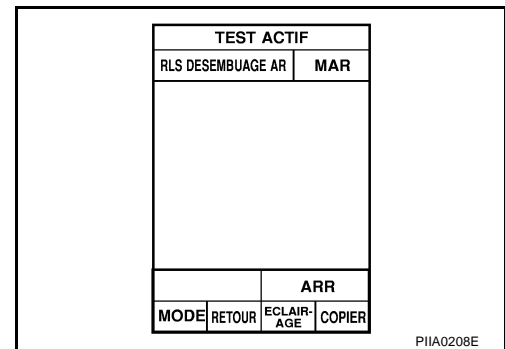 TEST ACTIF
RLS DESEMBUAGE AR MAR
ARR
MODE RETOUR ECLAIR-
AGE COPIER
PIIA0208E